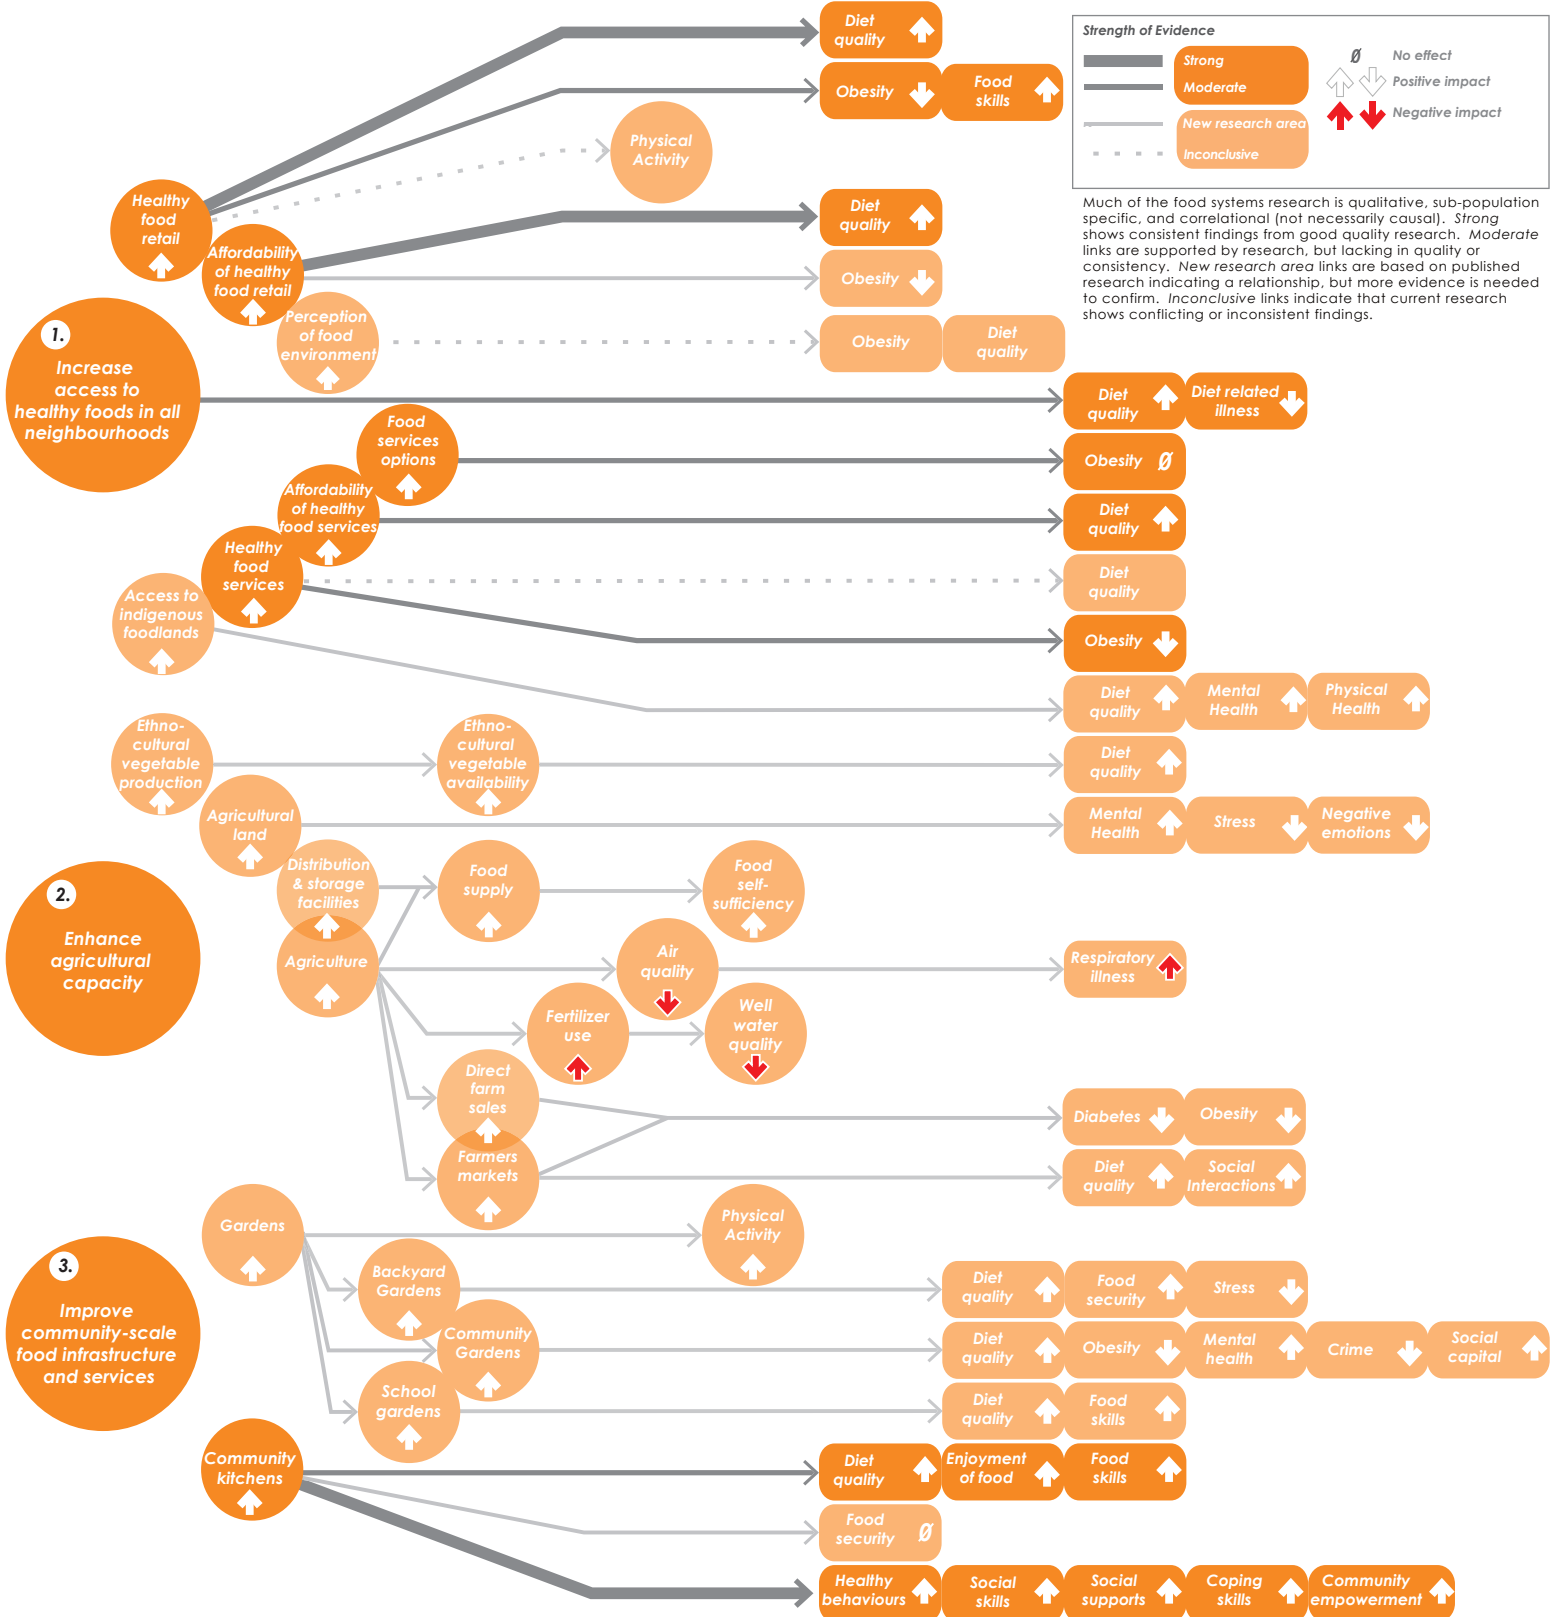 Diet
quality
Obesity
Food
skills
Physical
Activity
Healthy
food
retail
Diet
quality
Affordability
of healthy
food retail
Obesity
Perception
of food
environment
Obesity
Diet
quality
Strength of Evidence
Strong
Moderate
New research area
Inconclusive
Ø No effect
Positive impact
Negative impact
Much of the food systems research is qualitative, sub-population
specific, and correlational (not necessarily causal). Strong
shows consistent findings from good quality research. Moderate
links are supported by research, but lacking in quality or
consistency. New research area links are based on published
research indicating a relationship, but more evidence is needed
to confirm. Inconclusive links indicate that current research
shows conflicting or inconsistent findings.
1.
Increase
access to
healthy foods in all
neighbourhoods
Diet
quality
Diet related
illness
Food
services
options
Obesity Ø
Affordability
of healthy
food services
Diet
quality
Healthy
food
services
Diet
quality
Obesity
Access to
indigenous
foodlands
Diet
quality
Mental
Health
Physical
Health
Ethno-
cultural
vegetable
production
Ethno-
cultural
vegetable
availability
Diet
quality
Agricultural
land
Mental
Health
Stress
Negative
emotions
2.
Enhance
agricultural
capacity
Distribution
& storage
facilities
Food
supply
Food
self-
sufficiency
Agriculture
Air
quality
Respiratory
illness
Fertilizer
use
Well
water
quality
Direct
farm
sales
Diabetes
Obesity
Farmers
markets
Diet
quality
Social
Interactions
3.
Improve
community-scale
food infrastructure
and services
Gardens
Physical
Activity
Backyard
Gardens
Diet
quality
Food
security
Stress
Community
Gardens
Diet
quality
Obesity
Mental
health
Crime
Social
capital
School
gardens
Diet
quality
Food
skills
Community
kitchens
Diet
quality
Enjoyment
of food
Food
skills
Food
security Ø
Healthy
behaviours
Social
skills
Social
supports
Coping
skills
Community
empowerment